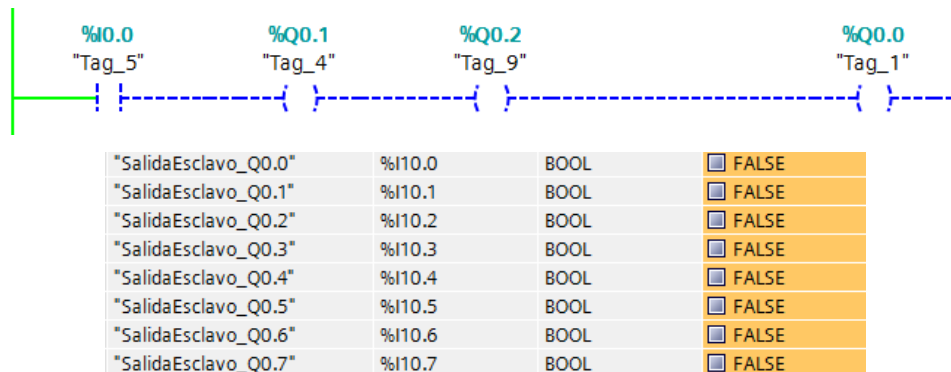 %I0.0 %Q0.1 %Q0.2 %Q0.0
"Tag_5" "Tag_4" "Tag_9" "Tag_1"
"SalidaEsclavo_Q0.0" %I10.0 BOOL FALSE
"SalidaEsclavo_Q0.1" %I10.1 BOOL FALSE
"SalidaEsclavo_Q0.2" %I10.2 BOOL FALSE
"SalidaEsclavo_Q0.3" %I10.3 BOOL FALSE
"SalidaEsclavo_Q0.4" %I10.4 BOOL FALSE
"SalidaEsclavo_Q0.5" %I10.5 BOOL FALSE
"SalidaEsclavo_Q0.6" %I10.6 BOOL FALSE
"SalidaEsclavo_Q0.7" %I10.7 BOOL FALSE